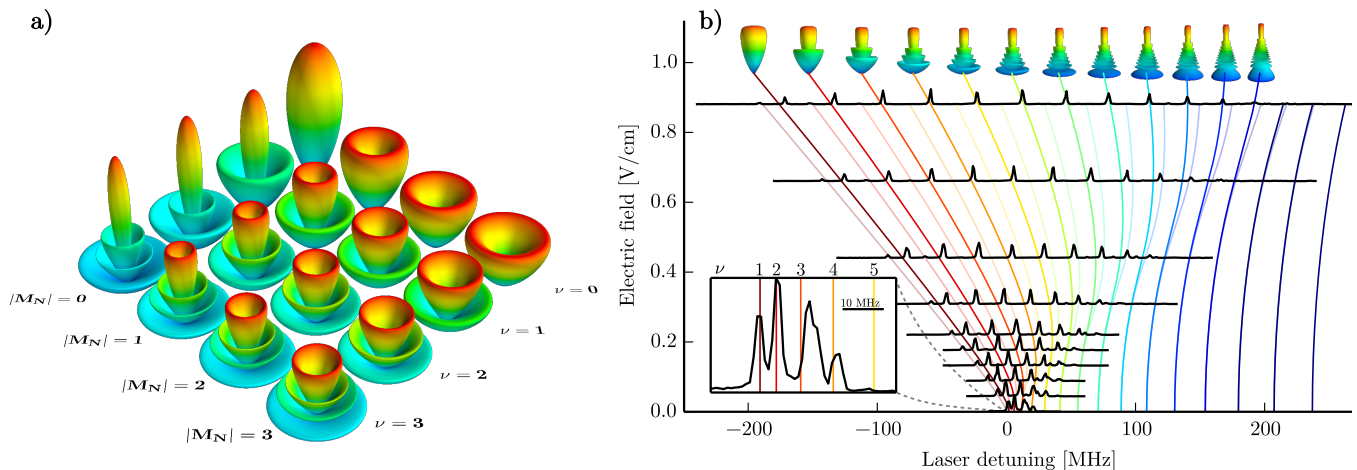 a)
|M_N| = 0
|M_N| = 1
|M_N| = 2
|M_N| = 3
ν = 0
ν = 1
ν = 2
ν = 3
b)
Electric field [V/cm]
1.0
0.8
0.6
0.4
0.2
0.0
ν 1 2 3 4 5
10 MHz
−200 −100 0 100 200
Laser detuning [MHz]